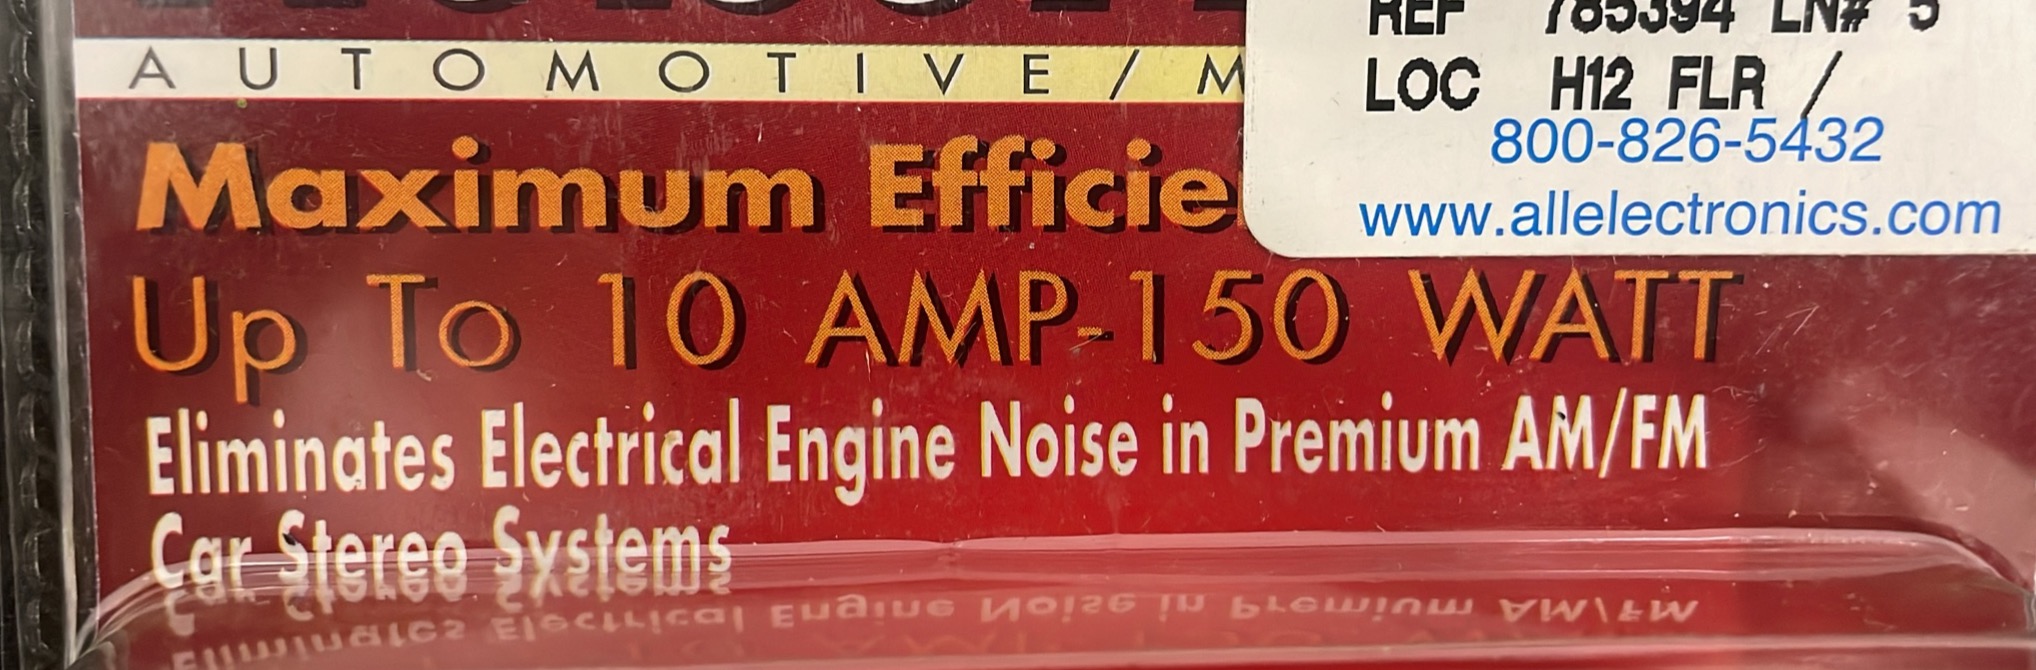 REF 785394 LN# 5
AUTOMOTIVE/M
LOC H12 FLR /
800-826-5432
Maximum Efficie
www.allelectronics.com
Up To 10 AMP-150 WATT
Eliminates Electrical Engine Noise in Premium AM/FM
Car Stereo Systems